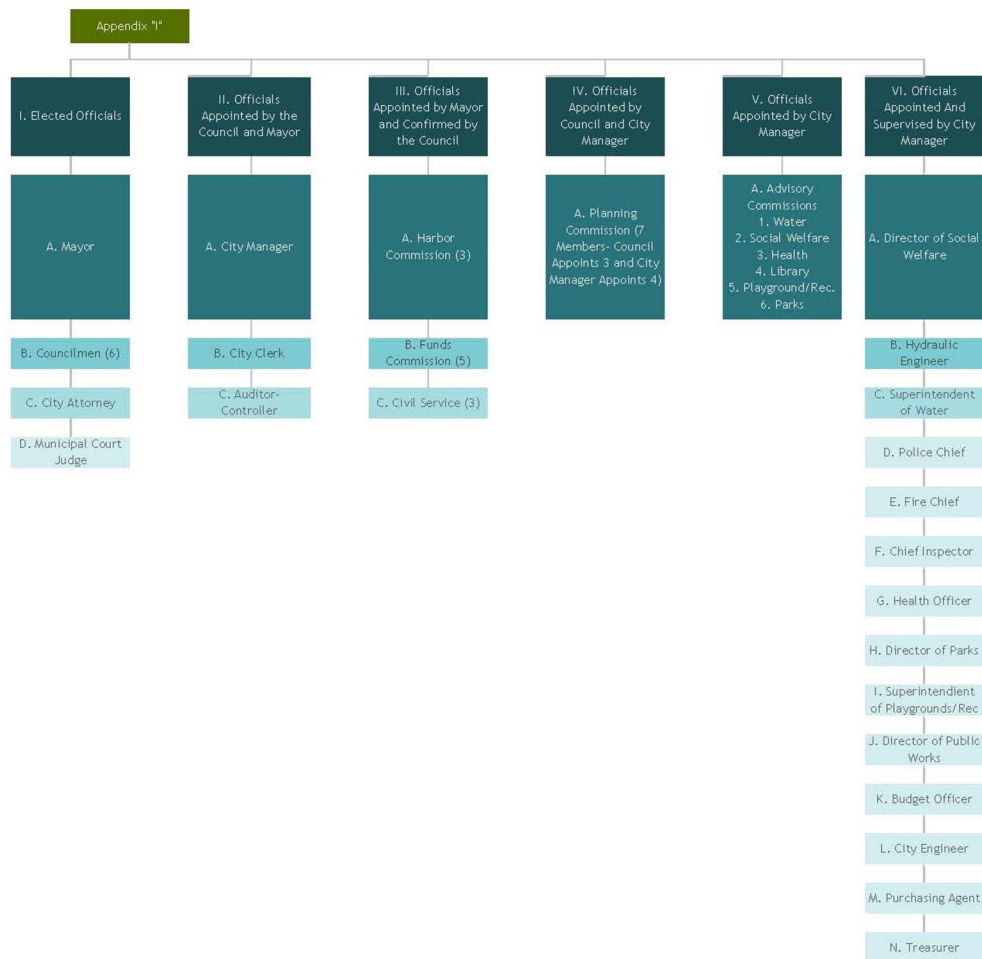 Appendix "I"
I. Elected Officials
A. Mayor
B. Councilmen (6)
C. City Attorney
D. Municipal Court
Judge
II. Officials
Appointed by the
Council and Mayor
A. City Manager
B. City Clerk
C. Auditor-
Controller
III. Officials
Appointed by Mayor
and Confirmed by
the Council
A. Harbor
Commission (3)
B. Funds
Commission (5)
C. Civil Service (3)
IV. Officials
Appointed by
Council and City
Manager
A. Planning
Commission (7
Members- Council
Appoints 3 and City
Manager Appoints 4)
V. Officials
Appointed by City
Manager
A. Advisory
Commissions
1. Water
2. Social Welfare
3. Health
4. Library
5. Playground/Rec.
6. Parks
VI. Officials
Appointed And
Supervised by City
Manager
A. Director of Social
Welfare
B. Hydraulic
Engineer
C. Superintendent
of Water
D. Police Chief
E. Fire Chief
F. Chief Inspector
G. Health Officer
H. Director of Parks
I. Superintendient
of Playgrounds/Rec
J. Director of Public
Works
K. Budget Officer
L. City Engineer
M. Purchasing Agent
N. Treasurer